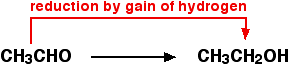 reduction by gain of hydrogen
CH3CHO CH3CH2OH